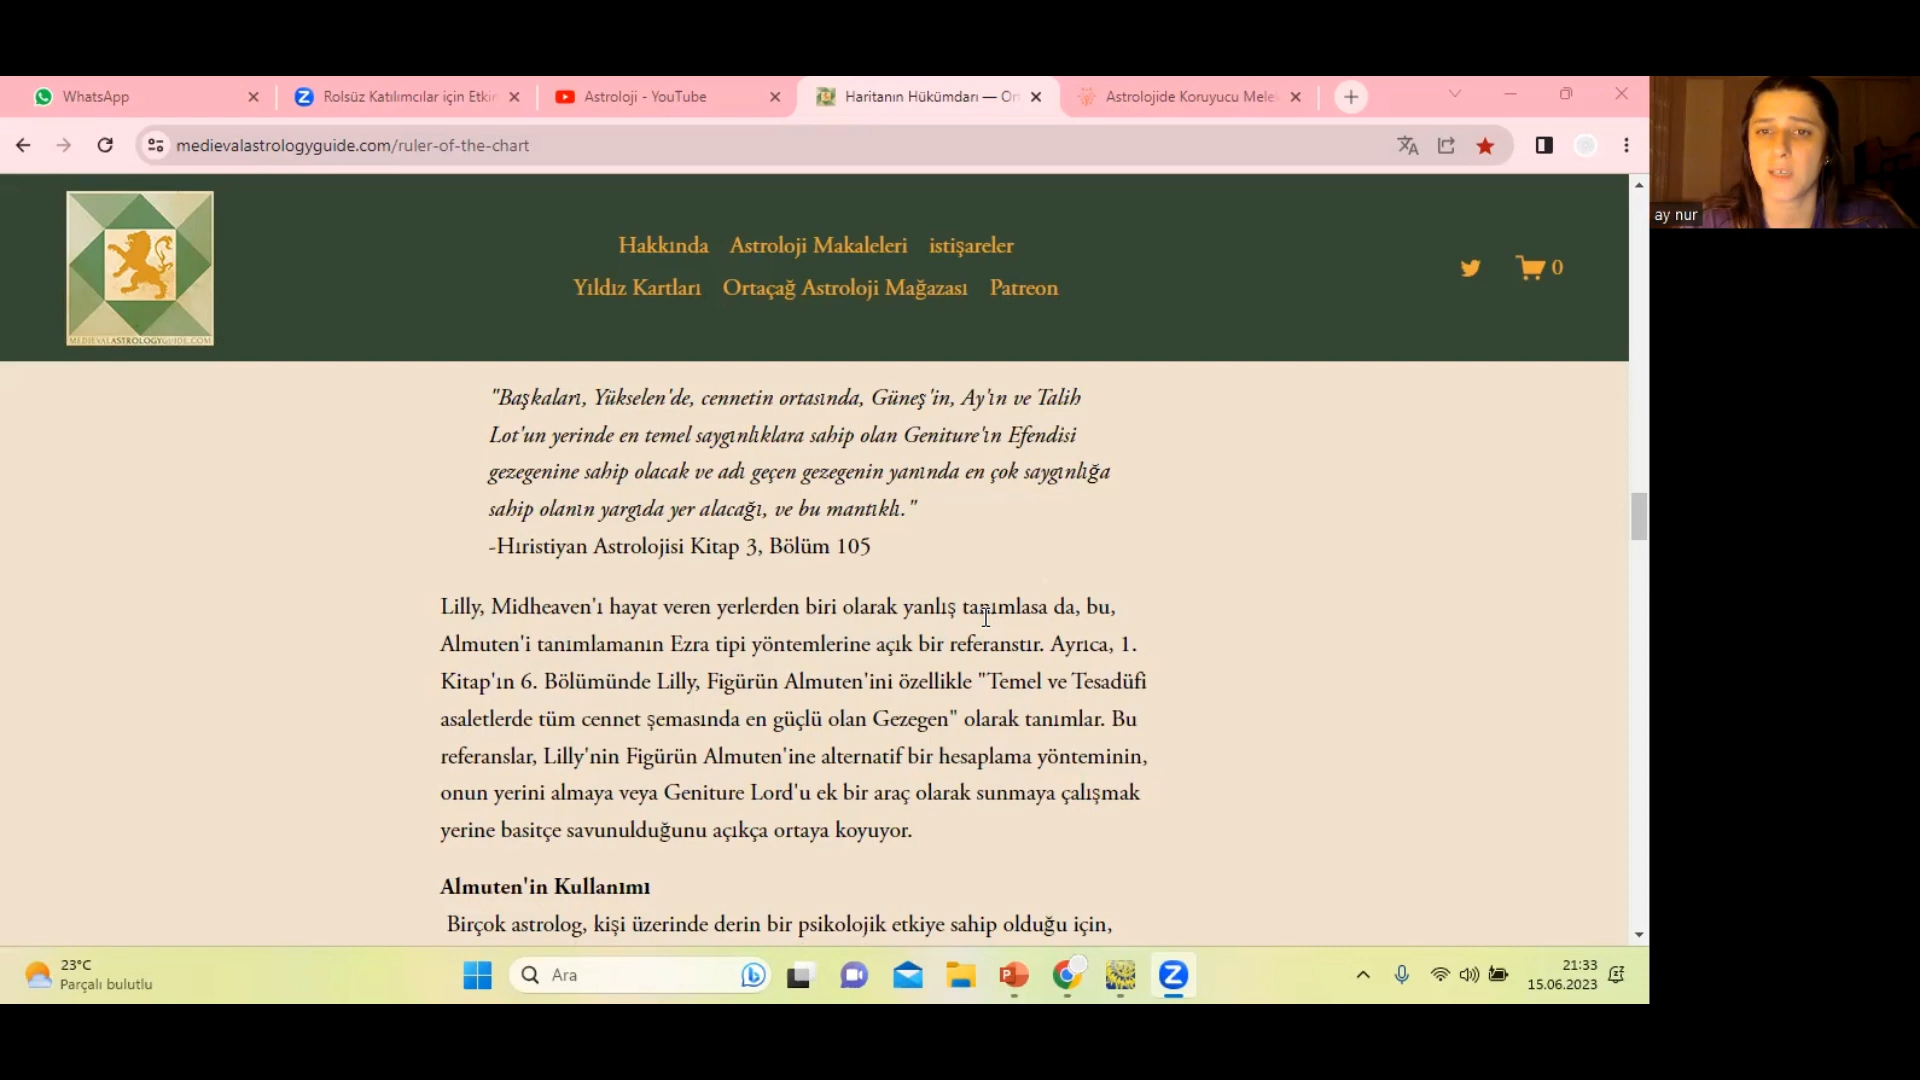 WhatsApp
Rolsüz Katılımcılar için Etkin
Astroloji - YouTube
Haritanın Hükümdarı — Or
Astrolojide Koruyucu Mele
medievalastrologyguide.com/ruler-of-the-chart
ay nur
MEDIEVALASTROLOGYGUIDE.COM
Hakkında Astroloji Makaleleri istişareler
Yıldız Kartları Ortaçağ Astroloji Mağazası Patreon
0
"Başkaları, Yükselen'de, cennetin ortasında, Güneş'in, Ay'ın ve Talih
Lot'un yerinde en temel saygınlıklara sahip olan Geniture'ın Efendisi
gezegenine sahip olacak ve adı geçen gezegenin yanında en çok saygınlığa
sahip olanın yargıda yer alacağı, ve bu mantıklı."
-Hıristiyan Astrolojisi Kitap 3, Bölüm 105
Lilly, Midheaven'ı hayat veren yerlerden biri olarak yanlış tanımlasa da, bu,
Almuten'i tanımlamanın Ezra tipi yöntemlerine açık bir referanstır. Ayrıca, 1.
Kitap'ın 6. Bölümünde Lilly, Figürün Almuten'ini özellikle "Temel ve Tesadüfi
asaletlerde tüm cennet şemasında en güçlü olan Gezegen" olarak tanımlar. Bu
referanslar, Lilly'nin Figürün Almuten'ine alternatif bir hesaplama yönteminin,
onun yerini almaya veya Geniture Lord'u ek bir araç olarak sunmaya çalışmak
yerine basitçe savunulduğunu açıkça ortaya koyuyor.
Almuten'in Kullanımı
Birçok astrolog, kişi üzerinde derin bir psikolojik etkiye sahip olduğu için,
23°C
Parçalı bulutlu
Ara
21:33
15.06.2023